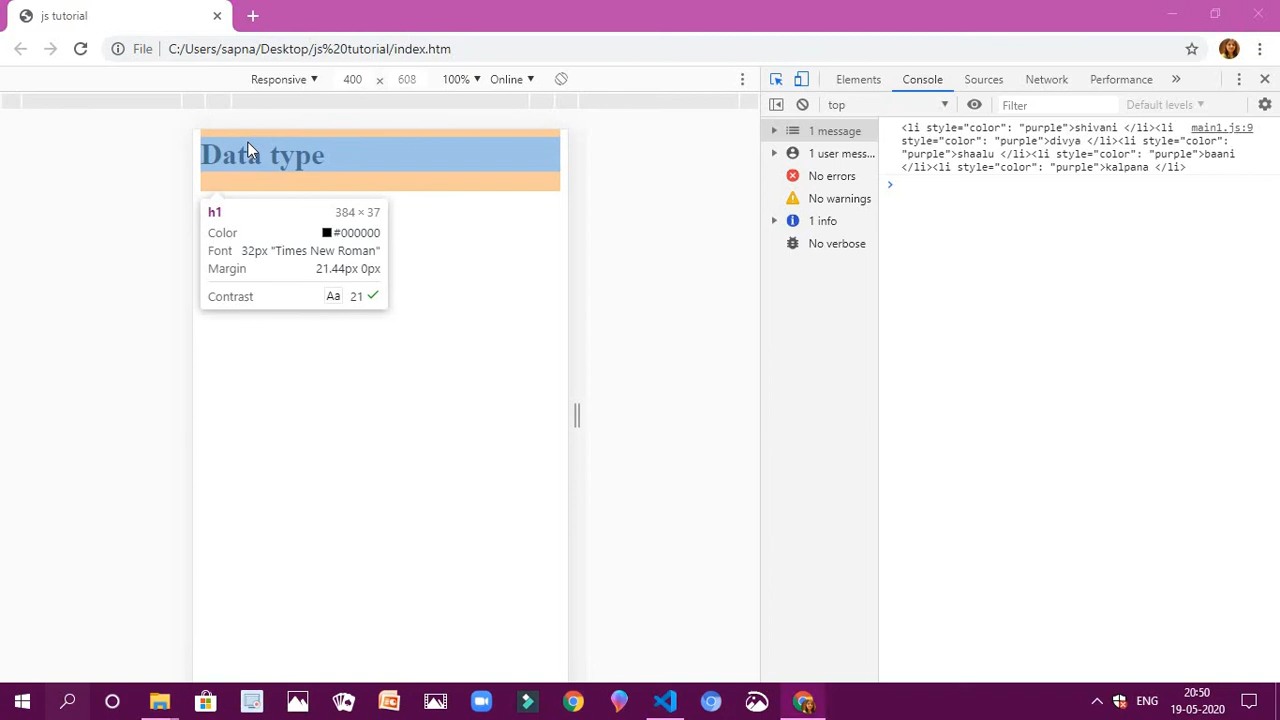 js tutorial
File C:/Users/sapna/Desktop/js%20tutorial/index.htm
Responsive 400 × 608 100% Online
Elements Console Sources Network Performance »
top Filter Default levels
Data type
h1 384 × 37
Color #000000
Font 32px "Times New Roman"
Margin 21.44px 0px
Contrast Aa 21
1 message
1 user mess...
No errors
No warnings
1 info
No verbose
<li style="color": "purple">shivani </li><li main1.js:9
style="color": "purple">divya </li><li style="color":
"purple">shaalu </li><li style="color": "purple">baani
</li><li style="color": "purple">kalpana </li>
ENG
20:50
19-05-2020